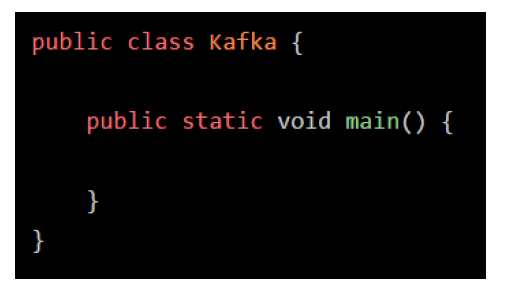 public class Kafka {
public static void main() {
}
}